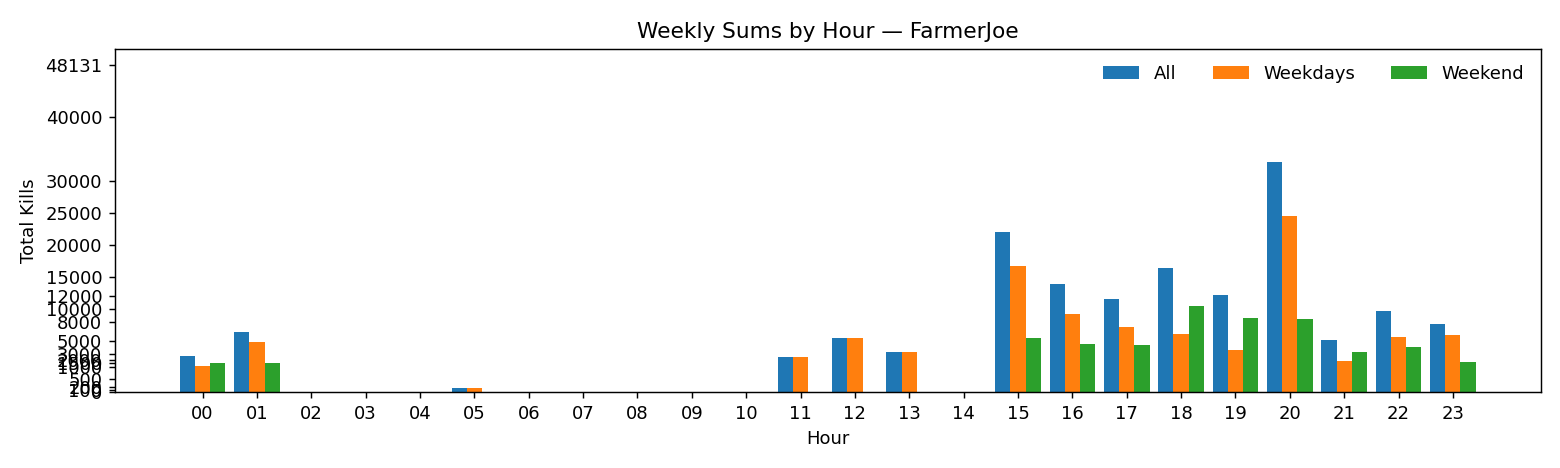 Weekly Sums by Hour — FarmerJoe
All
Weekdays
Weekend
Total Kills
48131
40000
30000
25000
20000
15000
12000
10000
8000
5000
3000
00 01 02 03 04 05 06 07 08 09 10 11 12 13 14 15 16 17 18 19 20 21 22 23
Hour